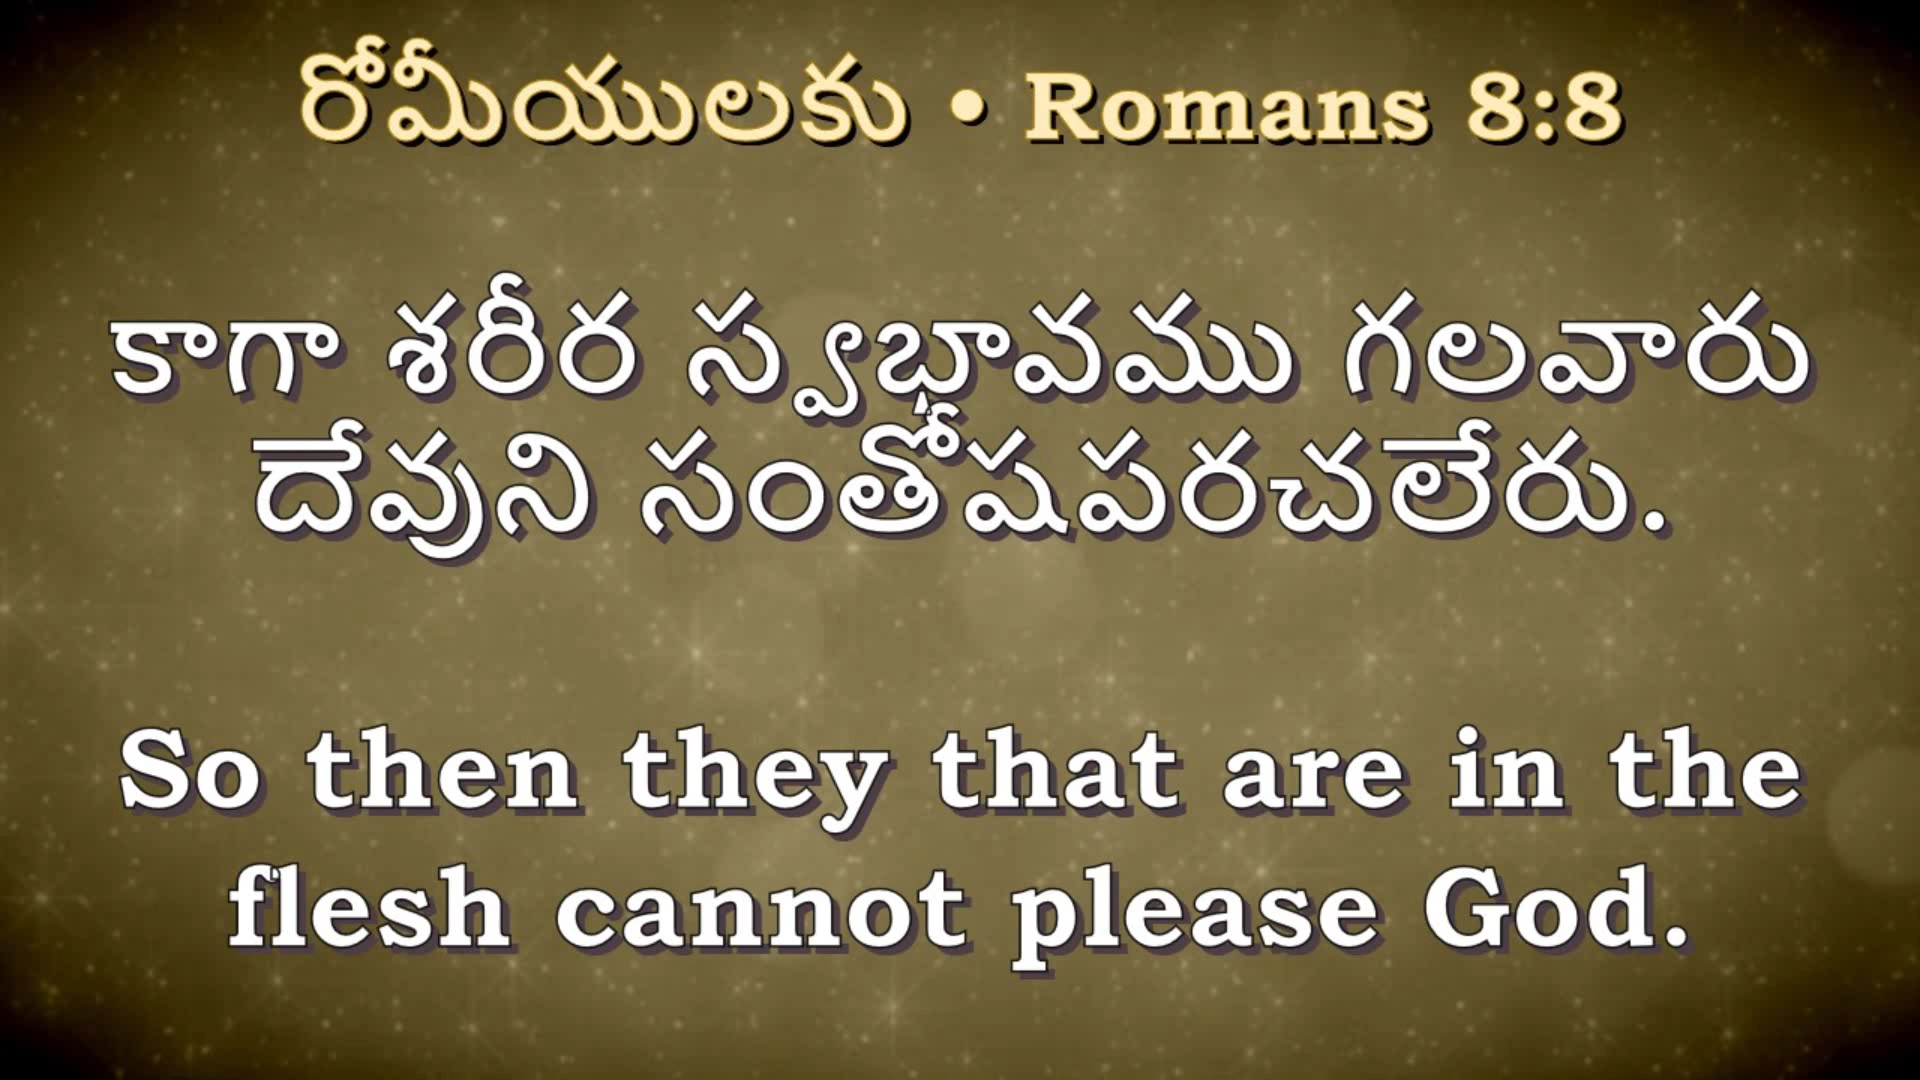 రోమీయులకు • Romans 8:8
కాగా శరీర స్వభావము గలవారు
దేవుని సంతోషపరచలేరు.
So then they that are in the
flesh cannot please God.